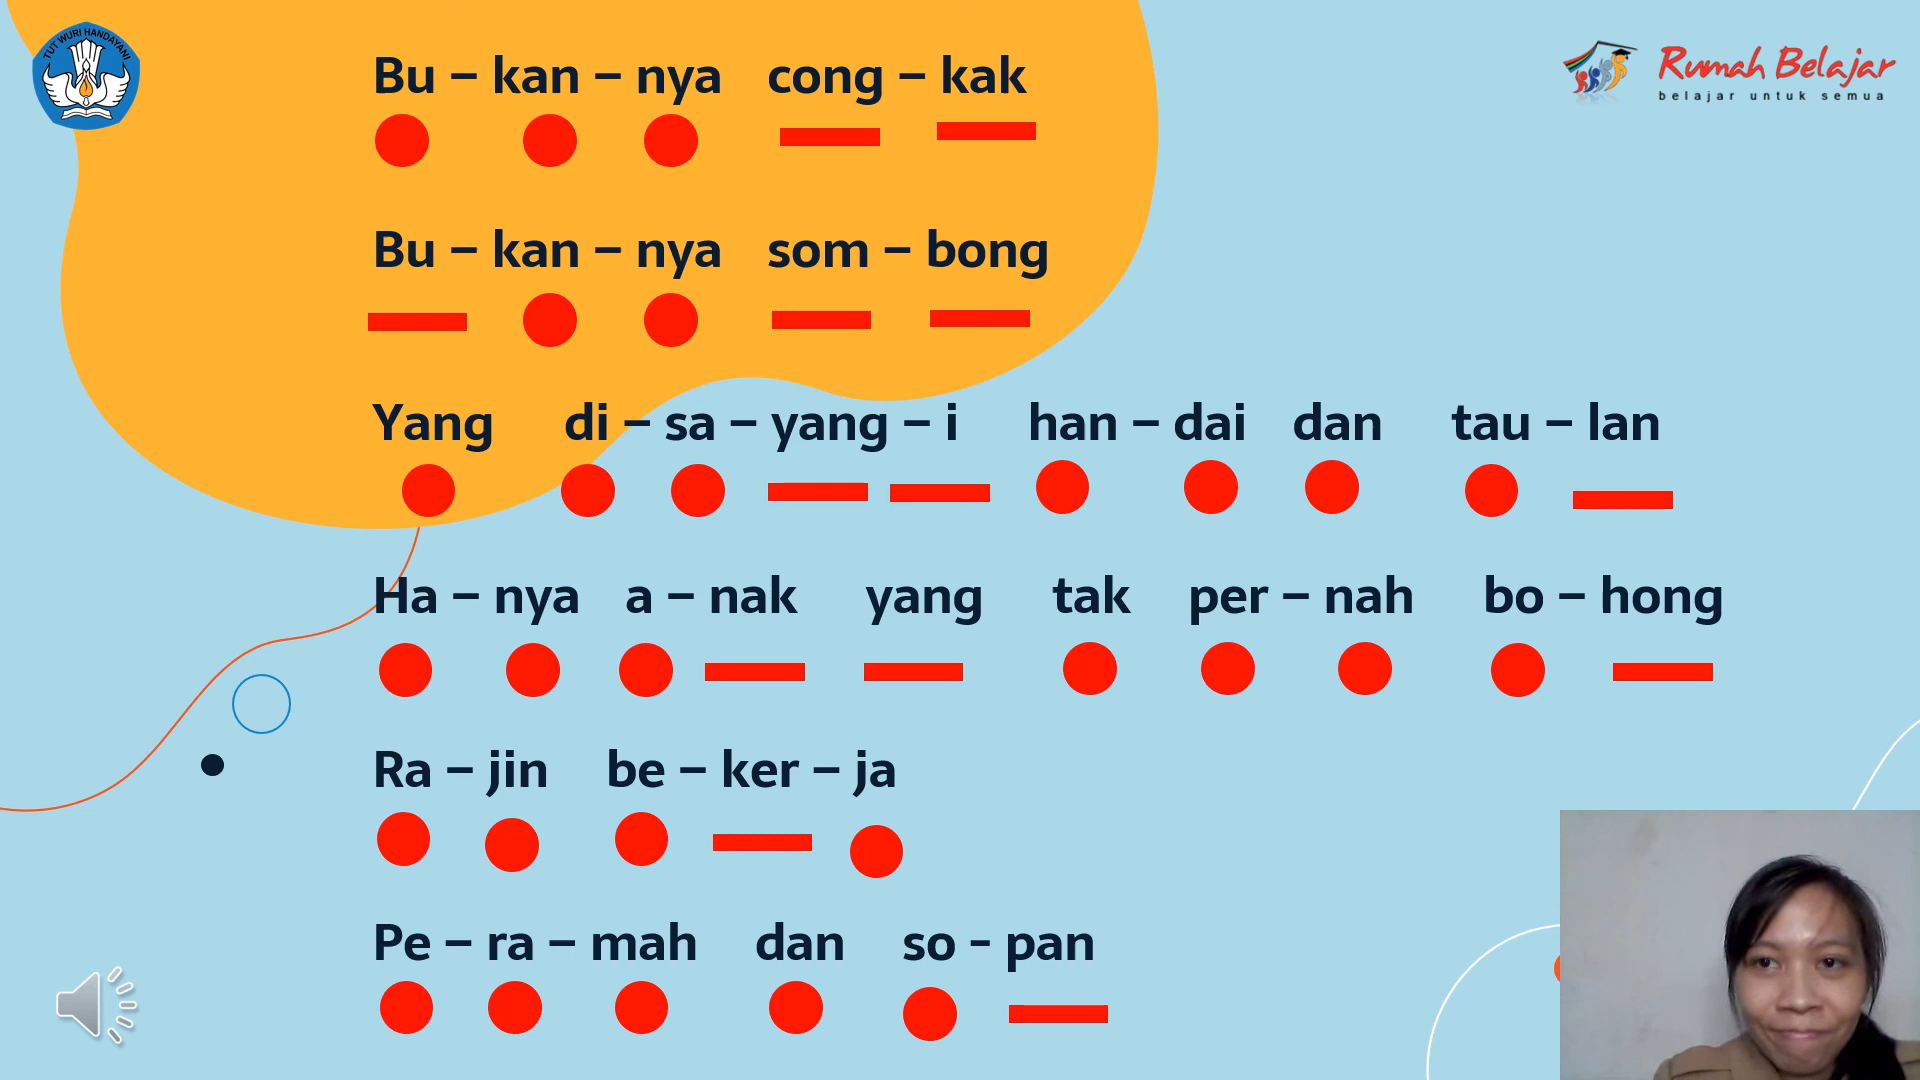 TUT WURI HANDAYANI
Rumah Belajar
belajar untuk semua
Bu – kan – nya cong – kak
Bu – kan – nya som – bong
Yang di – sa – yang – i han – dai dan tau – lan
Ha – nya a – nak yang tak per – nah bo – hong
Ra – jin be – ker – ja
Pe – ra – mah dan so - pan